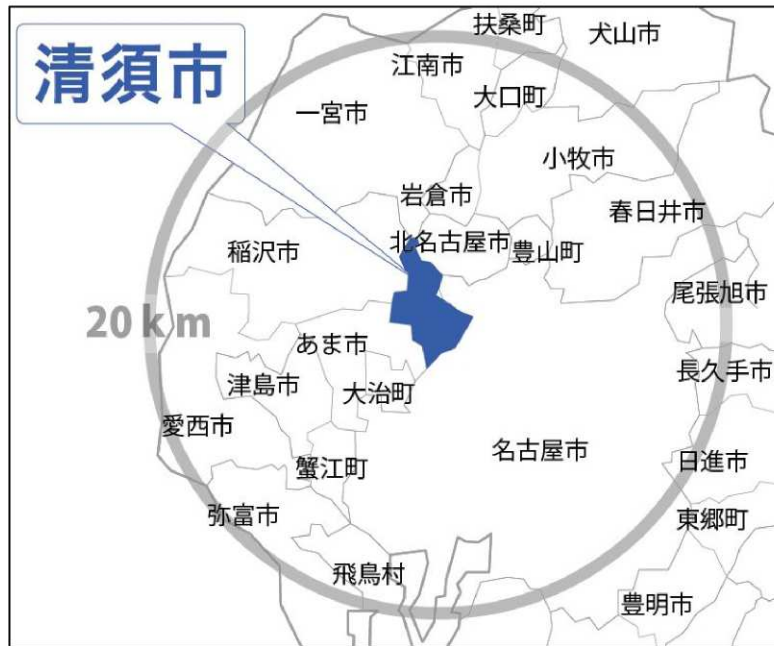 扶桑町
犬山市
清須市
江南市
大口町
一宮市
小牧市
岩倉市
春日井市
北名古屋市
豊山町
稲沢市
尾張旭市
20km
あま市
長久手市
津島市
大治町
愛西市
名古屋市
蟹江町
日進市
弥富市
東郷町
飛島村
豊明市